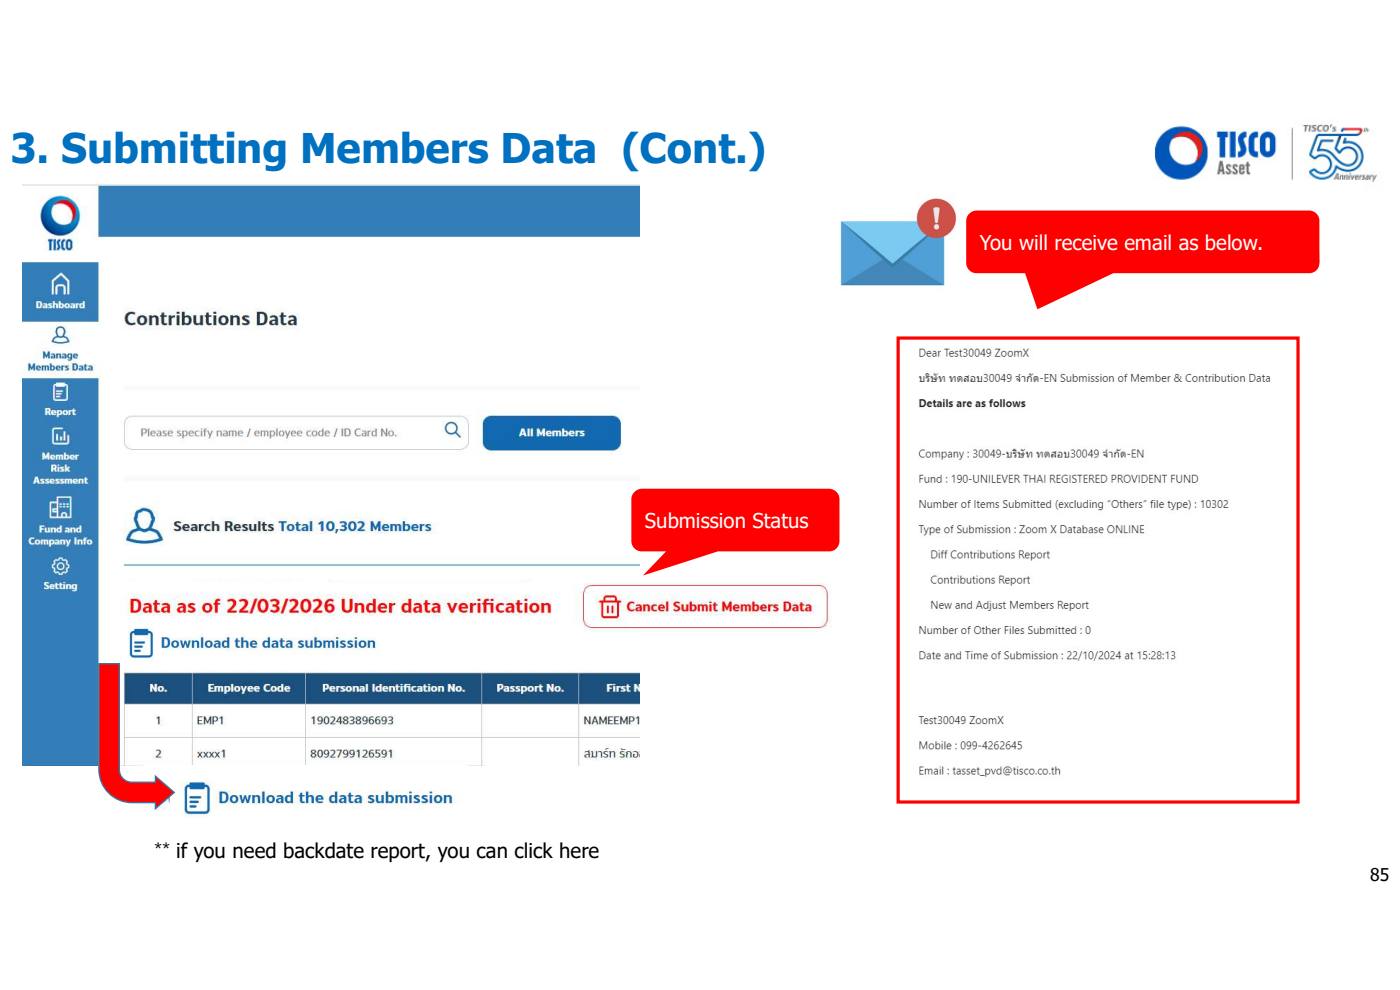 3. Submitting Members Data (Cont.)
TISCO
Asset
TISCO's
55th
Anniversary
TISCO
Dashboard
Manage
Members Data
Report
Member
Risk
Assessment
Fund and
Company Info
Setting
Contributions Data
Please specify name / employee code / ID Card No.
All Members
Search Results Total 10,302 Members
Submission Status
Data as of 22/03/2026 Under data verification
Cancel Submit Members Data
Download the data submission
No. Employee Code Personal Identification No. Passport No. First N
1 EMP1 1902483896693 NAMEEMP1
2 xxxx1 8092799126591 สมาร์ท รักอ
Download the data submission
** if you need backdate report, you can click here
!
You will receive email as below.
Dear Test30049 ZoomX
บริษัท ทดสอบ30049 จำกัด-EN Submission of Member & Contribution Data
Details are as follows
Company : 30049-บริษัท ทดสอบ30049 จำกัด-EN
Fund : 190-UNILEVER THAI REGISTERED PROVIDENT FUND
Number of Items Submitted (excluding "Others" file type) : 10302
Type of Submission : Zoom X Database ONLINE
Diff Contributions Report
Contributions Report
New and Adjust Members Report
Number of Other Files Submitted : 0
Date and Time of Submission : 22/10/2024 at 15:28:13
Test30049 ZoomX
Mobile : 099-4262645
Email : tasset_pvd@tisco.co.th
85